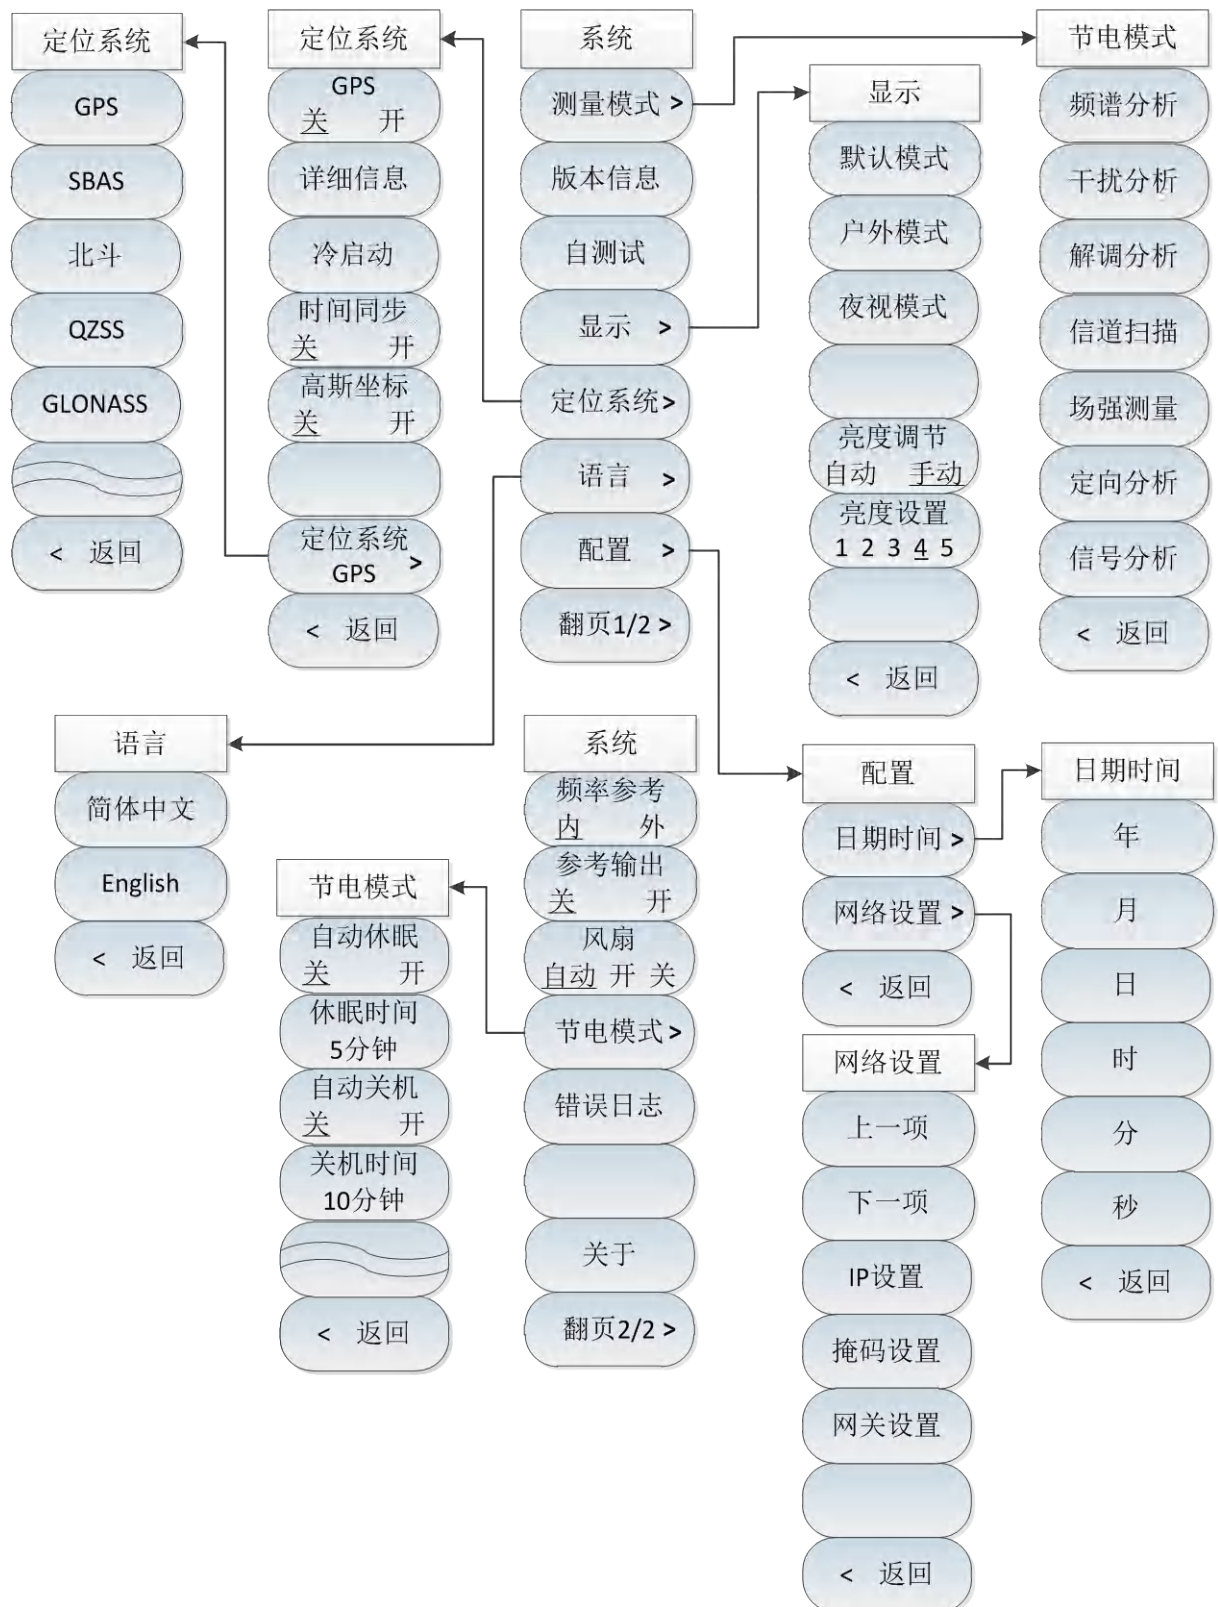 定位系统
GPS
SBAS
北斗
QZSS
GLONASS
< 返回
定位系统
GPS
关 开
详细信息
冷启动
时间同步
关 开
高斯坐标
关 开
定位系统
GPS >
< 返回
系统
测量模式 >
版本信息
自测试
显示 >
定位系统>
语言 >
配置 >
翻页1/2 >
显示
默认模式
户外模式
夜视模式
亮度调节
自动 手动
亮度设置
1 2 3 4 5
< 返回
节电模式
频谱分析
干扰分析
解调分析
信道扫描
场强测量
定向分析
信号分析
< 返回
语言
简体中文
English
< 返回
节电模式
自动休眠
关 开
休眠时间
5分钟
自动关机
关 开
关机时间
10分钟
< 返回
系统
频率参考
内 外
参考输出
关 开
风扇
自动 开 关
节电模式>
错误日志
关于
翻页2/2 >
配置
日期时间>
网络设置>
< 返回
网络设置
上一项
下一项
IP设置
掩码设置
网关设置
< 返回
日期时间
年
月
日
时
分
秒
< 返回